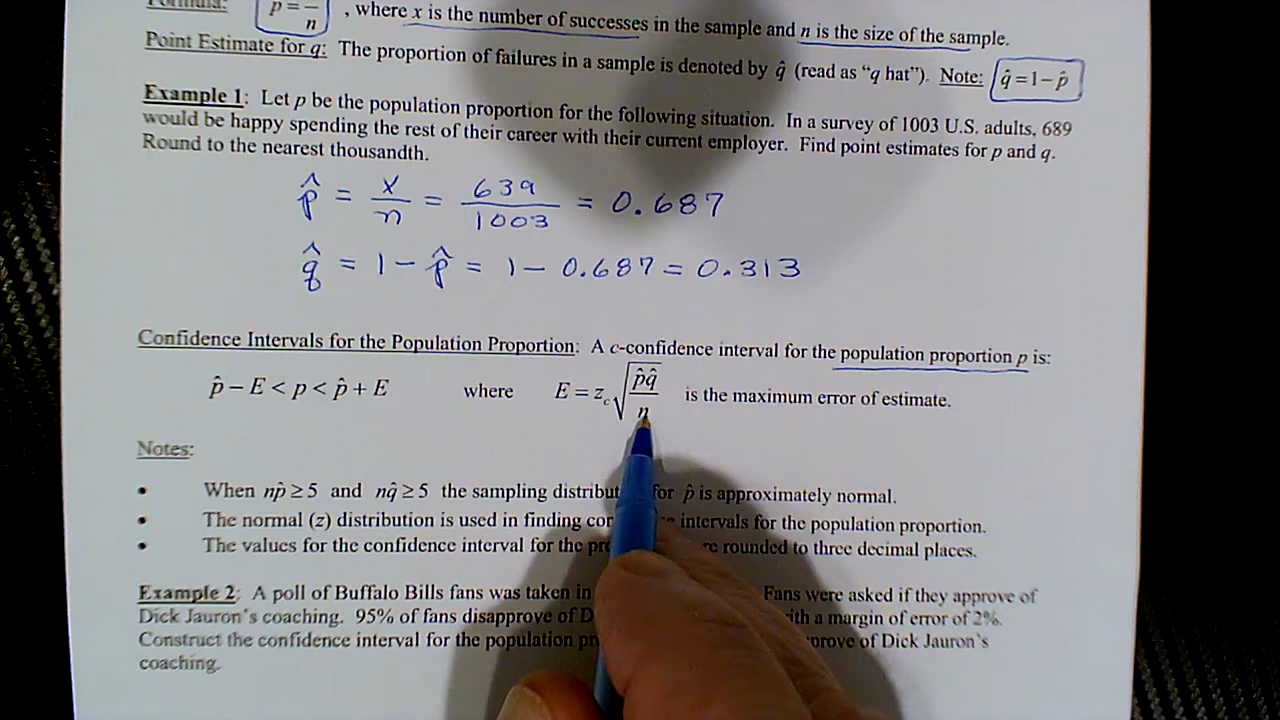 Formula: p̂ = x/n , where x is the number of successes in the sample and n is the size of the sample.
Point Estimate for q: The proportion of failures in a sample is denoted by q̂ (read as “q hat”). Note: q̂ = 1 − p̂
Example 1: Let p be the population proportion for the following situation. In a survey of 1003 U.S. adults, 689
would be happy spending the rest of their career with their current employer. Find point estimates for p and q.
Round to the nearest thousandth.
p̂ = x/n = 639/1003 = 0.687
q̂ = 1 − p̂ = 1 − 0.687 = 0.313
Confidence Intervals for the Population Proportion: A c-confidence interval for the population proportion p is:
p̂ − E < p < p̂ + E where E = z_c √(p̂q̂/n) is the maximum error of estimate.
Notes:
• When np̂ ≥ 5 and nq̂ ≥ 5 the sampling distribut for p̂ is approximately normal.
• The normal (z) distribution is used in finding con intervals for the population proportion.
• The values for the confidence interval for the pr rounded to three decimal places.
Example 2: A poll of Buffalo Bills fans was taken in Fans were asked if they approve of
Dick Jauron’s coaching. 95% of fans disapprove of D with a margin of error of 2%.
Construct the confidence interval for the population pr prove of Dick Jauron’s
coaching.